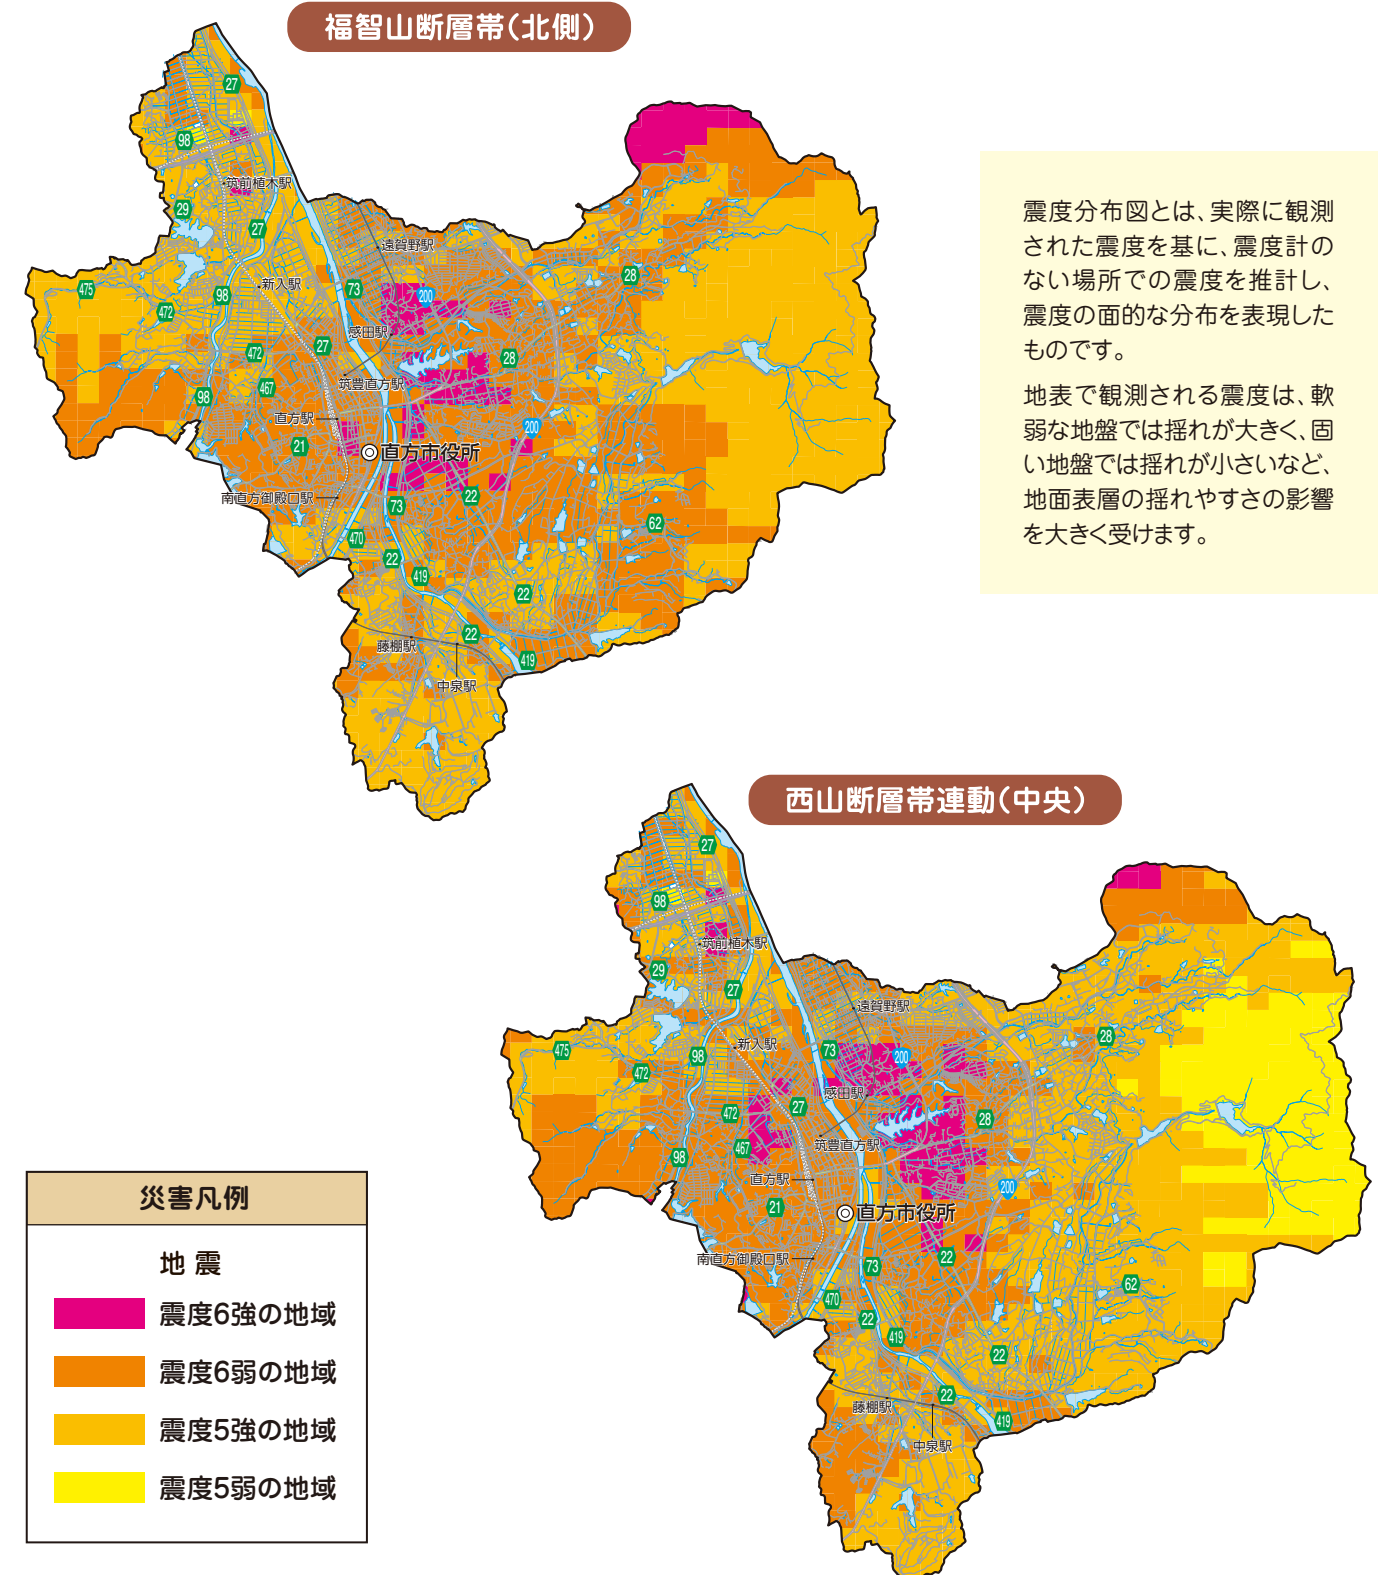 福智山断層帯（北側）
27
98
筑前植木駅
29
27
遠賀野駅
475
98
新入駅
73
200
28
472
感田駅
472
27
28
467
筑豊直方駅
98
直方駅
200
21
直方市役所
南直方御殿口駅
22
73
62
470
22
419
22
22
藤棚駅
419
中泉駅
震度分布図とは、実際に観測
された震度を基に、震度計の
ない場所での震度を推計し、
震度の面的な分布を表現した
ものです。
地表で観測される震度は、軟
弱な地盤では揺れが大きく、固
い地盤では揺れが小さいなど、
地面表層の揺れやすさの影響
を大きく受けます。
西山断層帯連動（中央）
27
98
筑前植木駅
29
27
遠賀野駅
475
98
新入駅
73
200
28
472
感田駅
472
27
28
467
筑豊直方駅
98
直方駅
200
21
直方市役所
南直方御殿口駅
22
73
62
470
22
419
22
22
藤棚駅
419
中泉駅
災害凡例
地 震
震度6強の地域
震度6弱の地域
震度5強の地域
震度5弱の地域